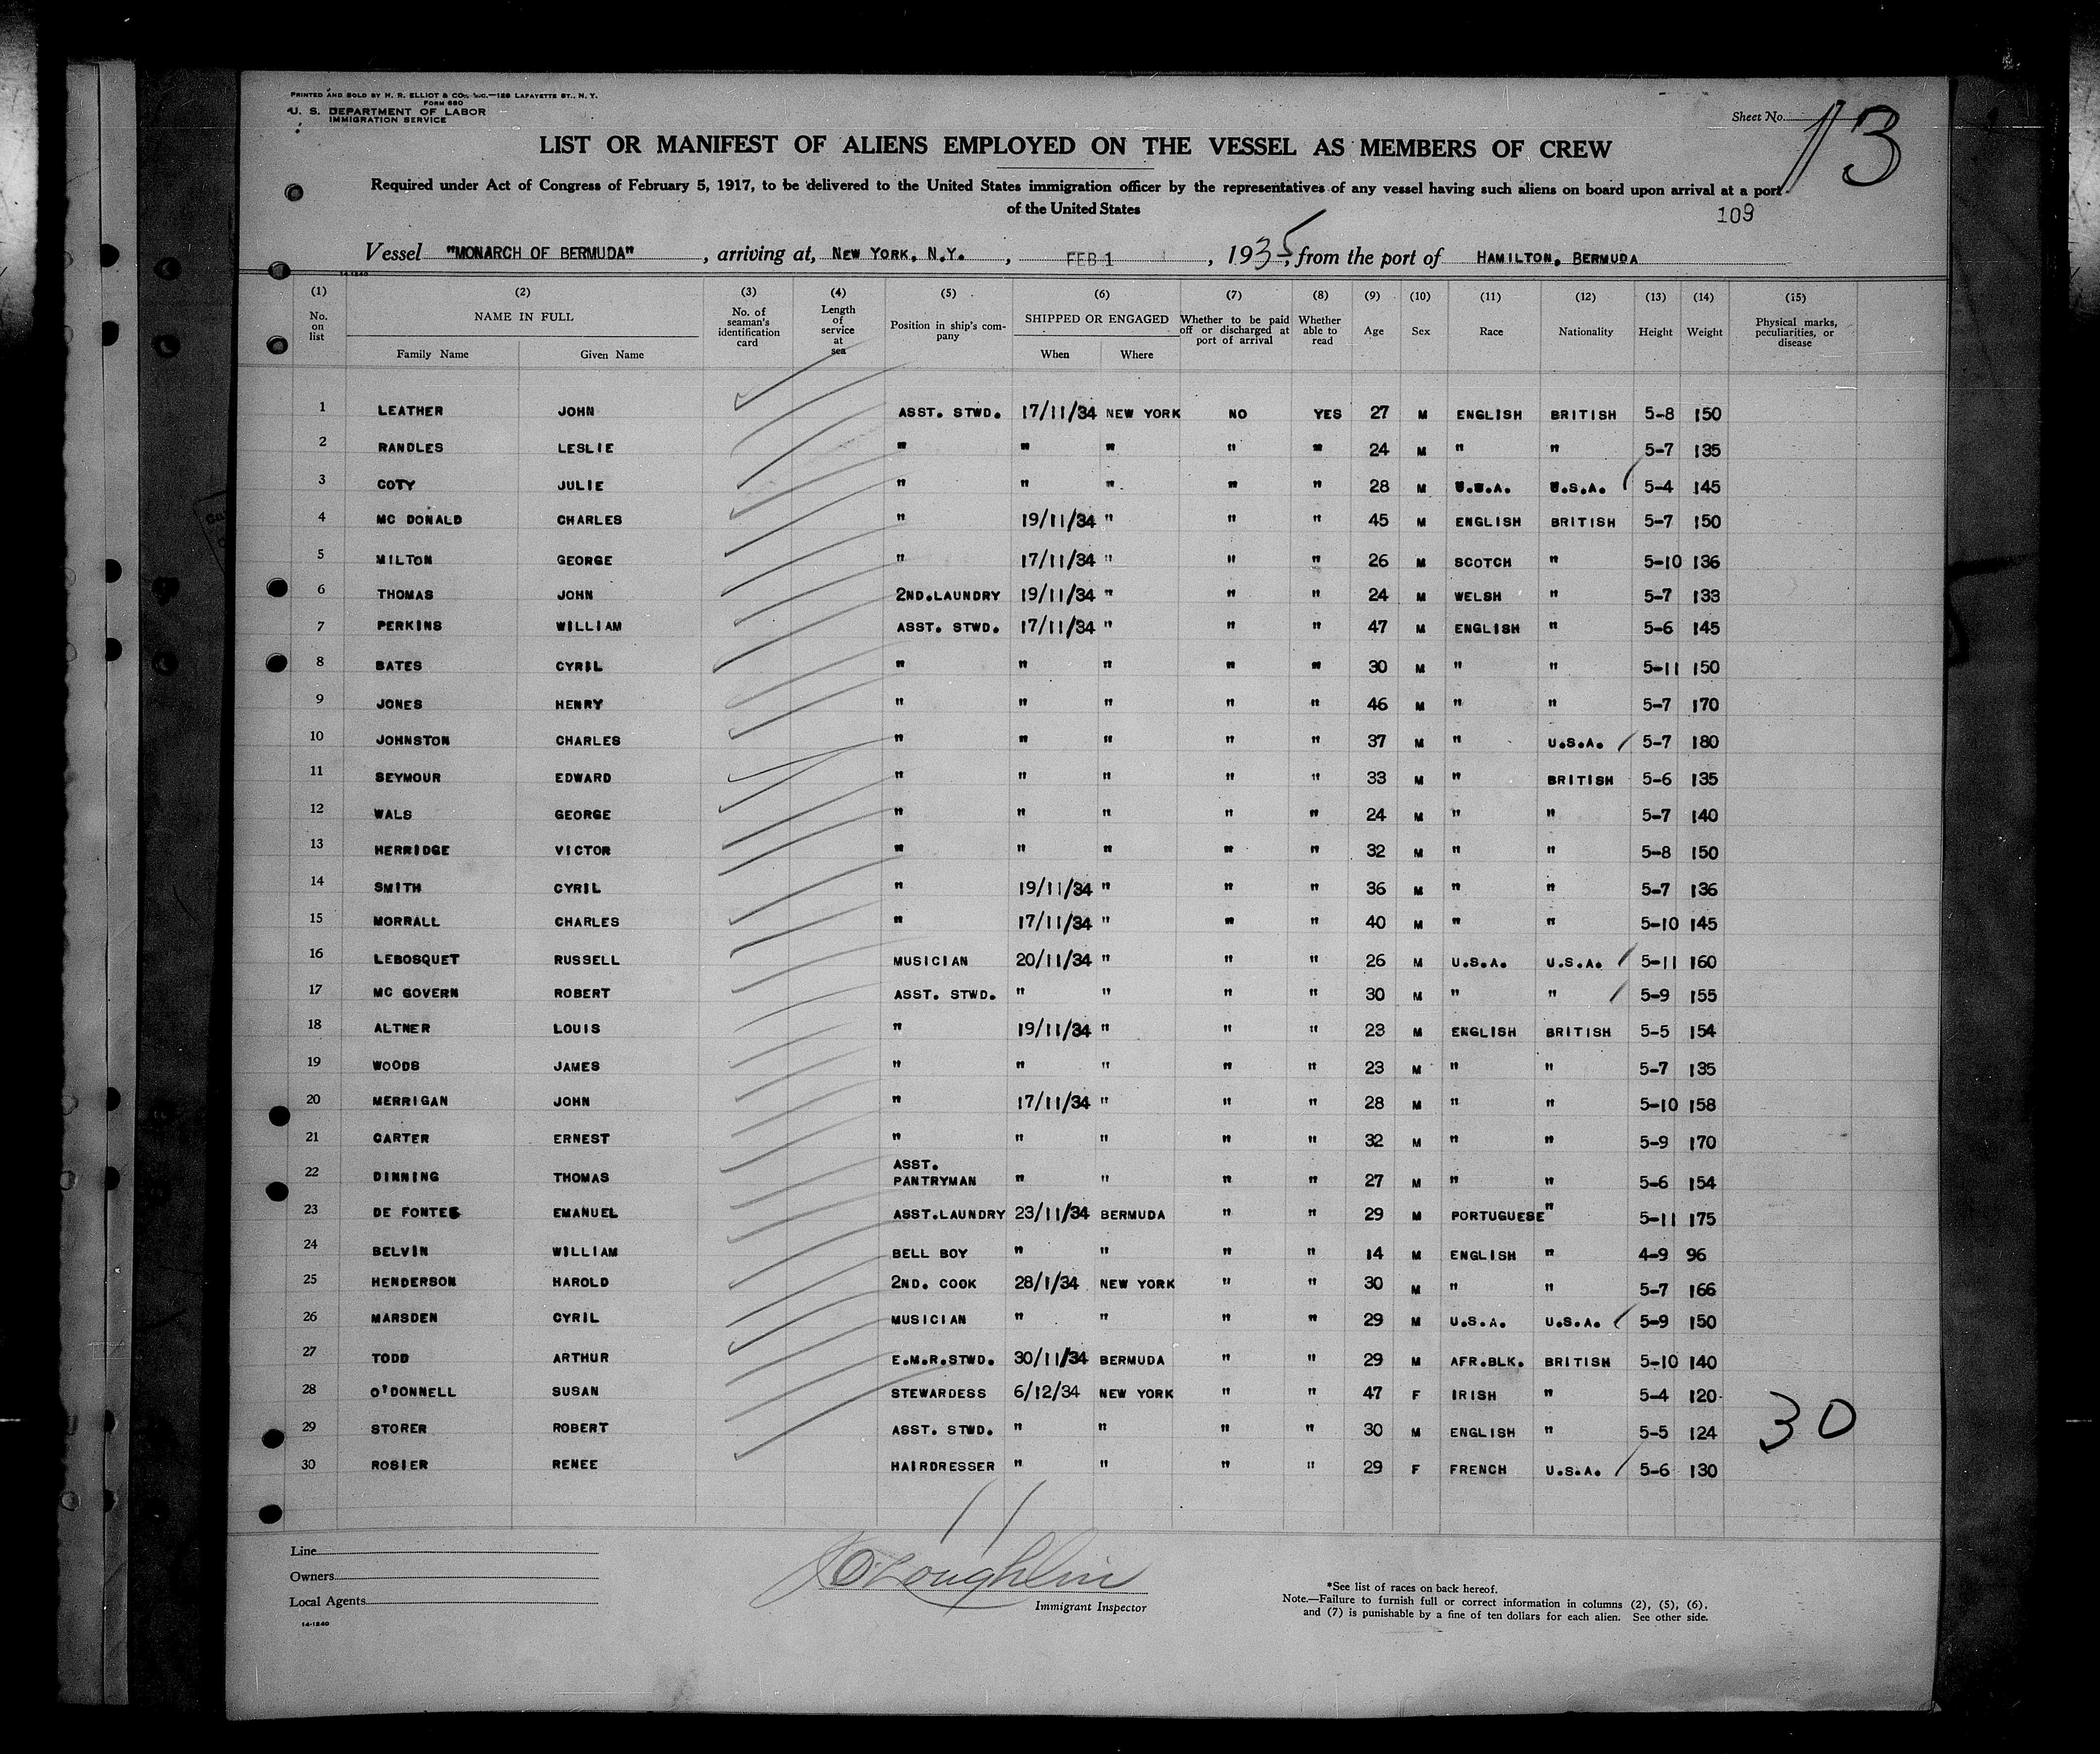 PRINTED AND SOLD BY H. R. ELLIOT & CO., INC.—129 LAFAYETTE ST., N. Y.
FORM 680
U. S. DEPARTMENT OF LABOR
IMMIGRATION SERVICE
Sheet No. 13
LIST OR MANIFEST OF ALIENS EMPLOYED ON THE VESSEL AS MEMBERS OF CREW
Required under Act of Congress of February 5, 1917, to be delivered to the United States immigration officer by the representatives of any vessel having such aliens on board upon arrival at a port
of the United States
109
Vessel "MONARCH OF BERMUDA", arriving at, NEW YORK, N.Y., FEB 1, 1935, from the port of HAMILTON, BERMUDA
14-1240
(1) (2) (3) (4) (5) (6) (7) (8) (9) (10) (11) (12) (13) (14) (15)
No. on list NAME IN FULL Family Name Given Name No. of seaman's identification card Length of service at sea Position in ship's company SHIPPED OR ENGAGED When Where Whether to be paid off or discharged at port of arrival Whether able to read Age Sex Race Nationality Height Weight Physical marks, peculiarities, or disease
1 LEATHER JOHN ASST. STWD. 17/11/34 NEW YORK NO YES 27 M ENGLISH BRITISH 5-8 150
2 RANDLES LESLIE " " " " " 24 M " " 5-7 135
3 COTY JULIE " " " " " 28 M U.S.A. U.S.A. 5-4 145
4 MC DONALD CHARLES " 19/11/34 " " " 45 M ENGLISH BRITISH 5-7 150
5 MILTON GEORGE " 17/11/34 " " " 26 M SCOTCH " 5-10 136
6 THOMAS JOHN 2ND.LAUNDRY 19/11/34 " " " 24 M WELSH " 5-7 133
7 PERKINS WILLIAM ASST. STWD. 17/11/34 " " " 47 M ENGLISH " 5-6 145
8 BATES CYRIL " " " " " 30 M " " 5-11 150
9 JONES HENRY " " " " " 46 M " " 5-7 170
10 JOHNSTON CHARLES " " " " " 37 M " U.S.A. 5-7 180
11 SEYMOUR EDWARD " " " " " 33 M " BRITISH 5-6 135
12 WALS GEORGE " " " " " 24 M " " 5-7 140
13 HERRIDGE VICTOR " " " " " 32 M " " 5-8 150
14 SMITH CYRIL " 19/11/34 " " " 36 M " " 5-7 136
15 MORRALL CHARLES " 17/11/34 " " " 40 M " " 5-10 145
16 LEBOSQUET RUSSELL MUSICIAN 20/11/34 " " " 26 M U.S.A. U.S.A. 5-11 160
17 MC GOVERN ROBERT ASST. STWD. " " " " 30 M " " 5-9 155
18 ALTNER LOUIS " 19/11/34 " " " 23 M ENGLISH BRITISH 5-5 154
19 WOODS JAMES " " " " " 23 M " " 5-7 135
20 MERRIGAN JOHN " 17/11/34 " " " 28 M " " 5-10 158
21 CARTER ERNEST " " " " " 32 M " " 5-9 170
22 DINNING THOMAS ASST. PANTRYMAN " " " " 27 M " " 5-6 154
23 DE FONTES EMANUEL ASST.LAUNDRY 23/11/34 BERMUDA " " 29 M PORTUGUESE " 5-11 175
24 BELVIN WILLIAM BELL BOY " " " " 14 M ENGLISH " 4-9 96
25 HENDERSON HAROLD 2ND. COOK 28/1/34 NEW YORK " " 30 M " " 5-7 166
26 MARSDEN CYRIL MUSICIAN " " " " 29 M U.S.A. U.S.A. 5-9 150
27 TODD ARTHUR E.M.R.STWD. 30/11/34 BERMUDA " " 29 M AFR.BLK. BRITISH 5-10 140
28 O'DONNELL SUSAN STEWARDESS 6/12/34 NEW YORK " " 47 F IRISH " 5-4 120
29 STORER ROBERT ASST. STWD. " " " " 30 M ENGLISH " 5-5 124
30 ROSIER RENEE HAIRDRESSER " " " " 29 F FRENCH U.S.A. 5-6 130
30
Line
Owners
Local Agents
14-1240
O'Loughlin
Immigrant Inspector
*See list of races on back hereof.
Note.—Failure to furnish full or correct information in columns (2), (5), (6),
and (7) is punishable by a fine of ten dollars for each alien. See other side.